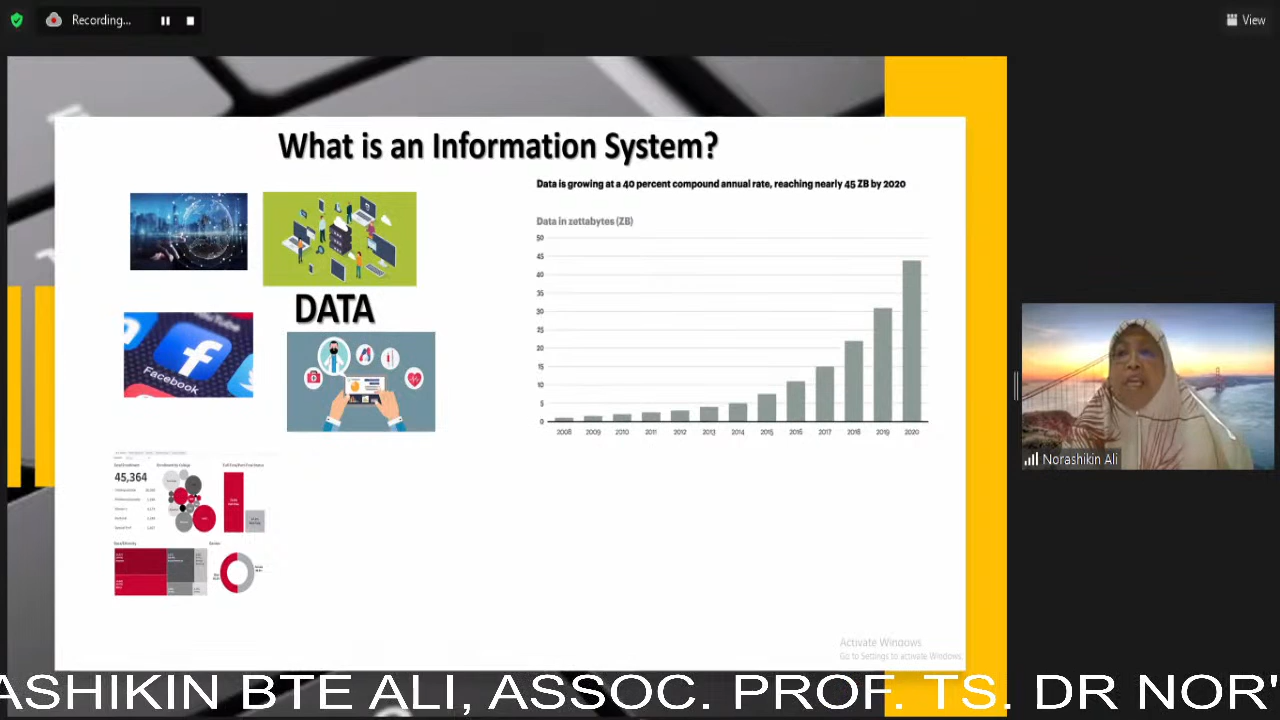 Recording...
View
What is an Information System?
Data is growing at a 40 percent compound annual rate, reaching nearly 45 ZB by 2020
Data in zettabytes (ZB)
50
45
40
35
30
25
20
15
10
5
0
2008 2009 2010 2011 2012 2013 2014 2015 2016 2017 2018 2019 2020
DATA
Facebook
45,364
Norashikin Ali
Activate Windows
Go to Settings to activate Windows.
ASHIKIN BTE ALI, ASSOC. PROF. TS. DR NOR'